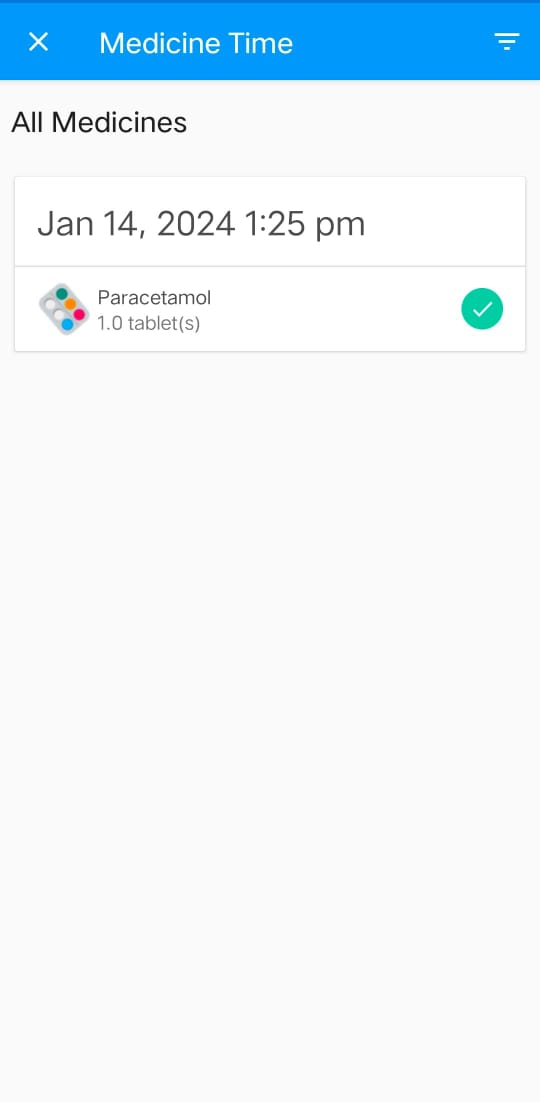 Medicine Time
All Medicines
Jan 14, 2024 1:25 pm
Paracetamol
1.0 tablet(s)